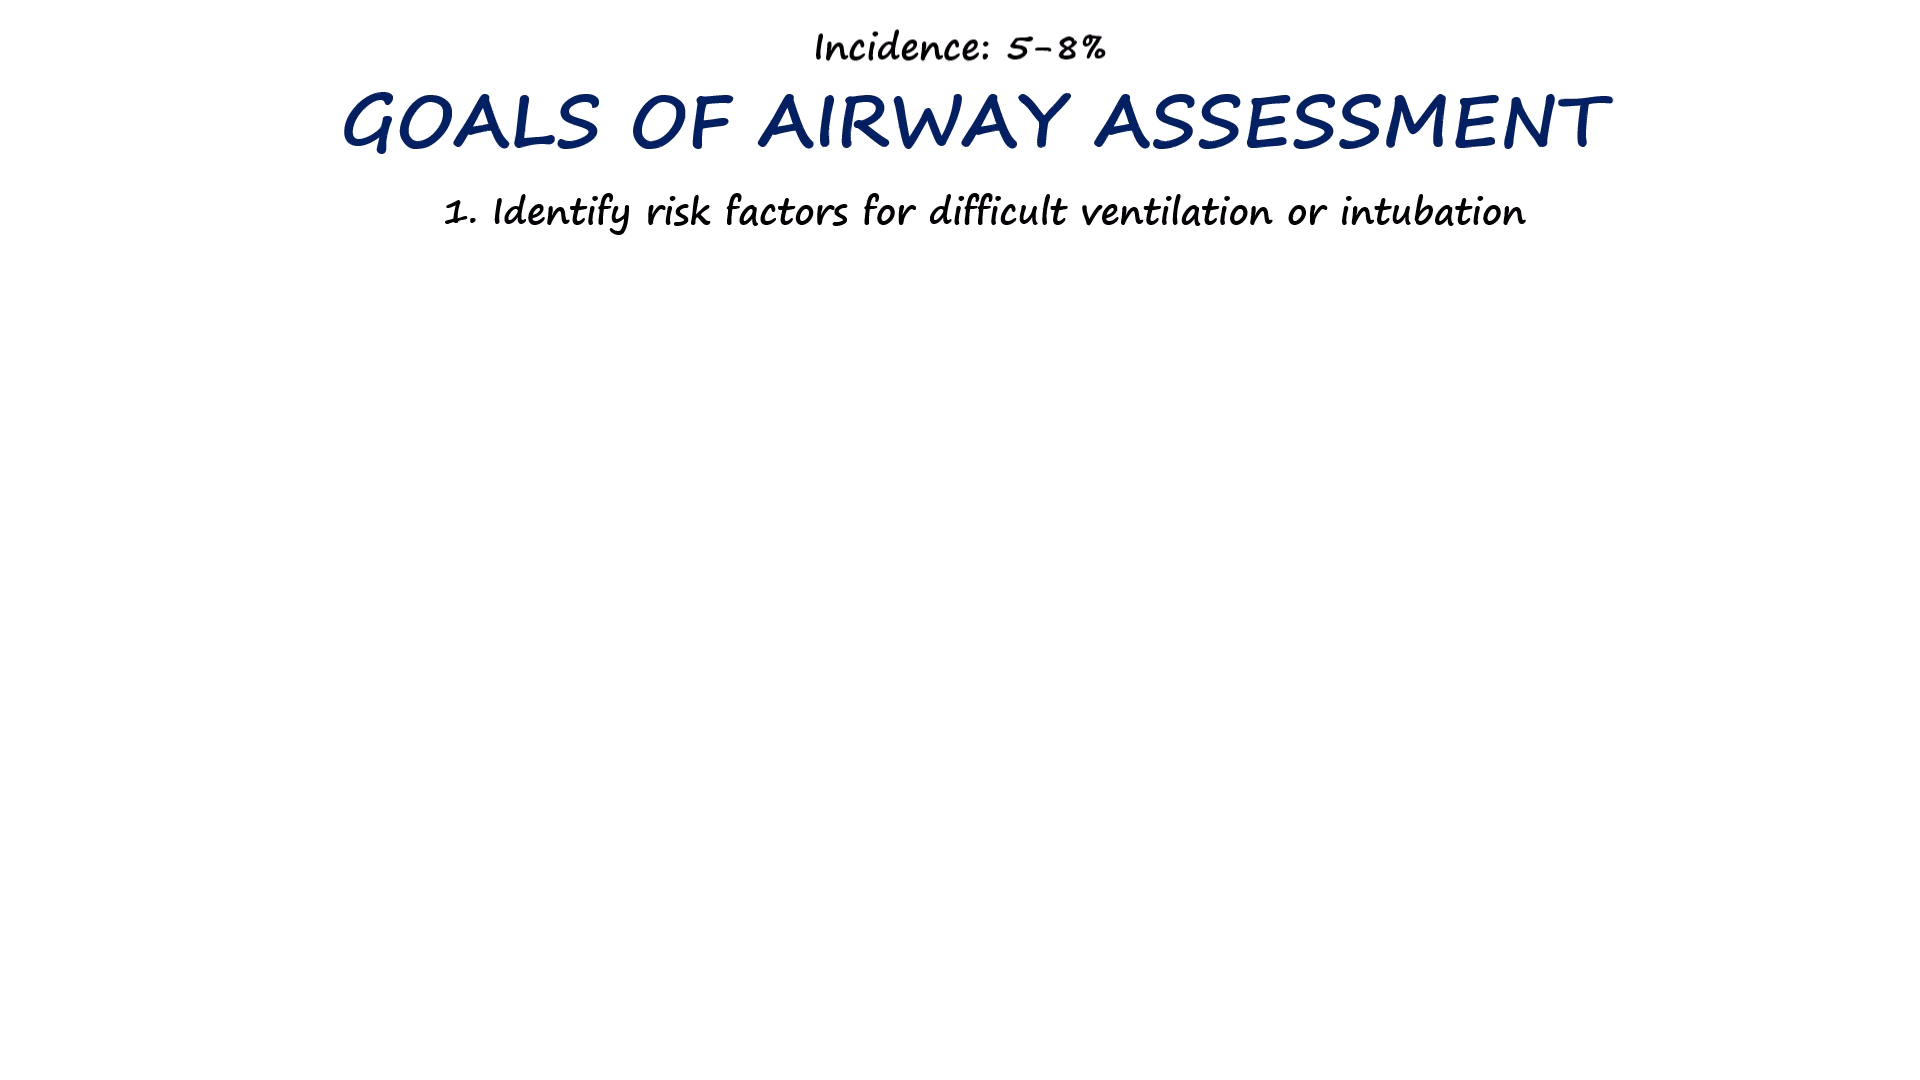 Incidence: 5-8%
GOALS OF AIRWAY ASSESSMENT
1. Identify risk factors for difficult ventilation or intubation